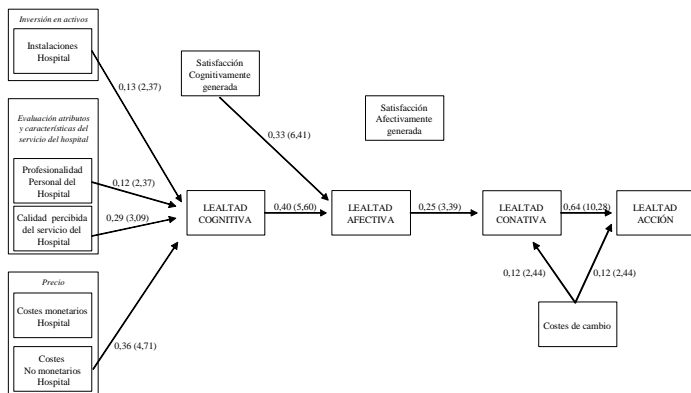 Inversión en activos
Instalaciones
Hospital
0,13 (2,37)
Satisfacción
Cognitivamente
generada
0,33 (6,41)
Satisfacción
Afectivamente
generada
Evaluación atributos
y características del
servicio del hospital
Profesionalidad
Personal del
Hospital
0,12 (2,37)
Calidad percibida
del servicio del
Hospital
0,29 (3,09)
LEALTAD
COGNITIVA
0,40 (5,60)
LEALTAD
AFECTIVA
0,25 (3,39)
LEALTAD
CONATIVA
0,64 (10,28)
LEALTAD
ACCIÓN
0,12 (2,44)
0,12 (2,44)
Costes de cambio
Precio
Costes monetarios
Hospital
Costes
No monetarios
Hospital
0,36 (4,71)